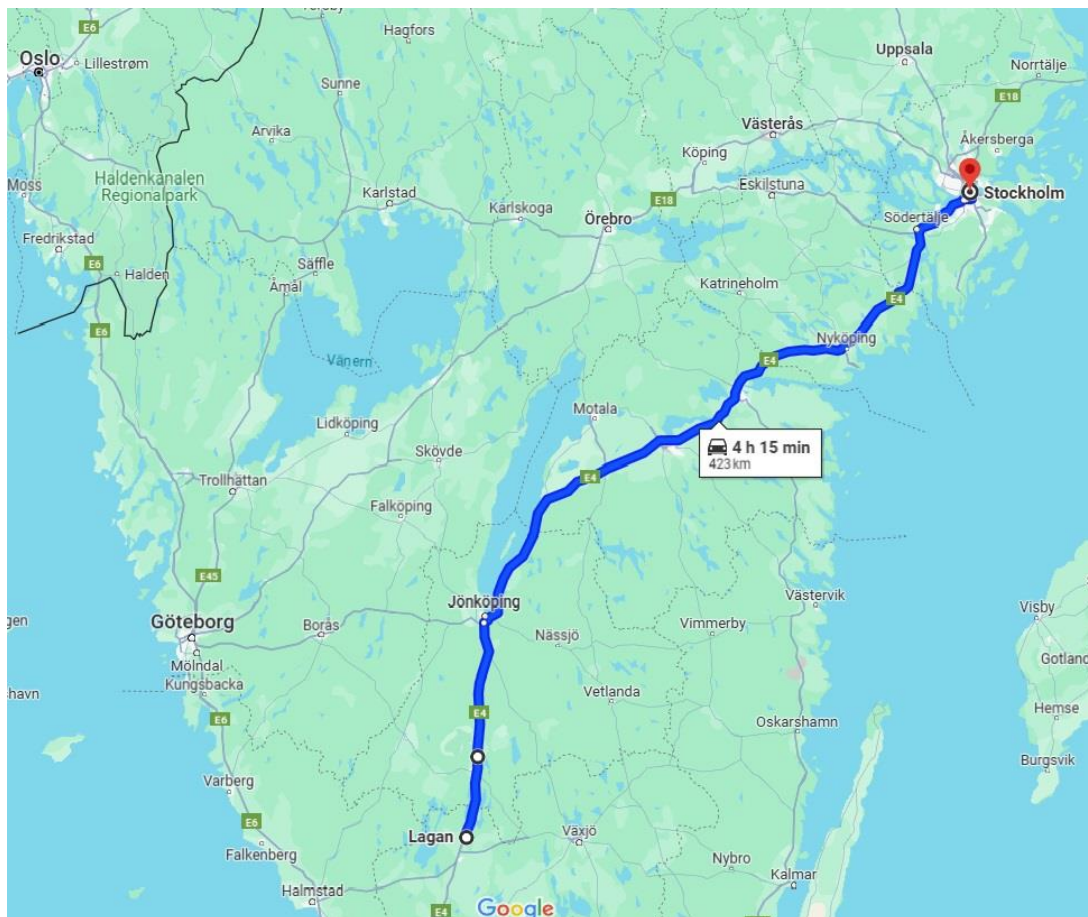 Torsby
Hagfors
E6
Oslo
Lillestrøm
Uppsala
Norrtälje
Sunne
E18
Arvika
Västerås
Åkersberga
Köping
Moss
Haldenkanalen
Regionalpark
Karlstad
Karlskoga
E18
Eskilstuna
Stockholm
Örebro
Södertälje
Fredrikstad
E6
Halden
Säffle
Åmål
Katrineholm
E4
E6
Nyköping
Vänern
E4
Motala
Lidköping
4 h 15 min
423 km
Skövde
E4
Trollhättan
Falköping
E45
Jönköping
Västervik
Visby
Göteborg
Borås
Nässjö
Vimmerby
Mölndal
Gotland
Kungsbacka
Vetlanda
Hemse
E6
E4
Oskarshamn
Burgsvik
Varberg
E6
Lagan
Växjö
Falkenberg
Nybro
Kalmar
Halmstad
E4
Google